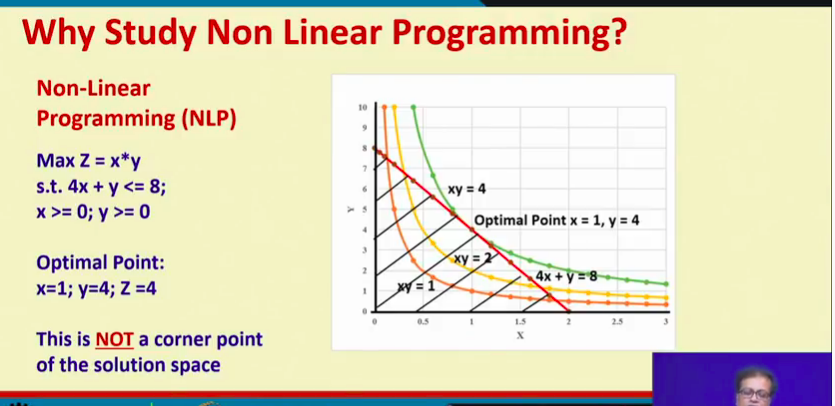 Why Study Non Linear Programming?
Non-Linear
Programming (NLP)
Max Z = x*y
s.t. 4x + y <= 8;
x >= 0; y >= 0
Optimal Point:
x=1; y=4; Z =4
This is NOT a corner point
of the solution space
10
9
8
7
6
5
4
3
2
1
0
Y
xy = 4
Optimal Point x = 1, y = 4
xy = 2
4x + y = 8
xy = 1
0 0.5 1 1.5 2 2.5 3
X